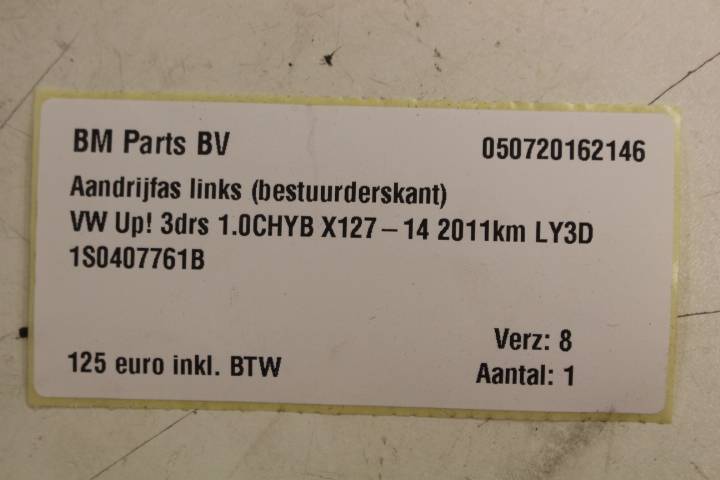 BM Parts BV 050720162146
Aandrijfas links (bestuurderskant)
VW Up! 3drs 1.0CHYB X127 – 14 2011km LY3D
1S0407761B
Verz: 8
125 euro inkl. BTW Aantal: 1